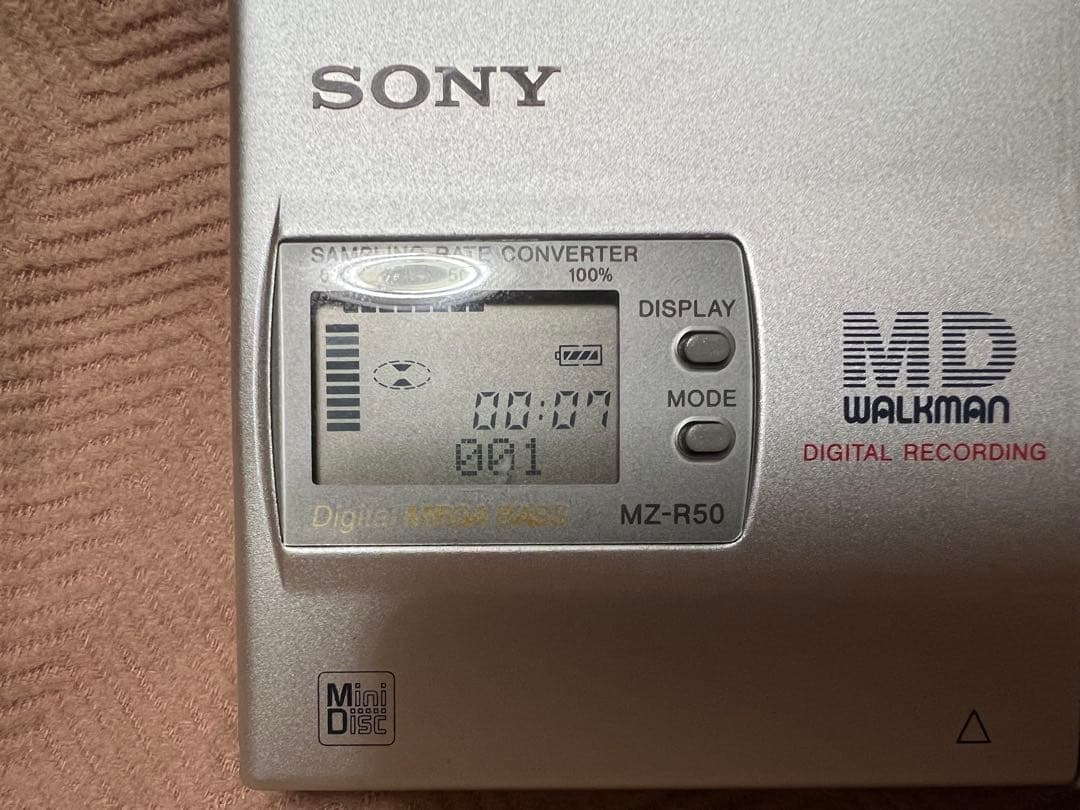 SONY
SAMPLING RATE CONVERTER
100%
DISPLAY
MODE
00:07
001
Digital MEGA BASS
MZ-R50
MD
WALKMAN
DIGITAL RECORDING
Mini
Disc